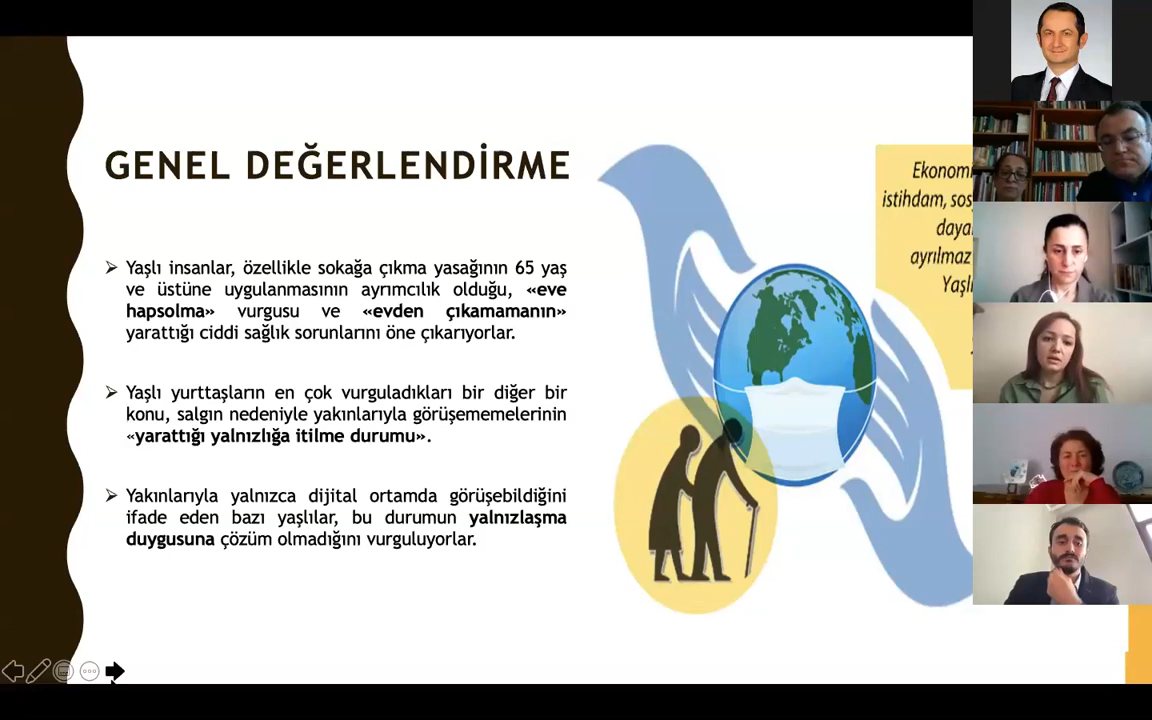 GENEL DEĞERLENDİRME
Yaşlı insanlar, özellikle sokağa çıkma yasağının 65 yaş
ve üstüne uygulanmasının ayrımcılık olduğu, «eve
hapsolma» vurgusu ve «evden çıkamamanın»
yarattığı ciddi sağlık sorunlarını öne çıkarıyorlar.
Yaşlı yurttaşların en çok vurguladıkları bir diğer bir
konu, salgın nedeniyle yakınlarıyla görüşememelerinin
«yarattığı yalnızlığa itilme durumu».
Yakınlarıyla yalnızca dijital ortamda görüşebildiğini
ifade eden bazı yaşlılar, bu durumun yalnızlaşma
duygusuna çözüm olmadığını vurguluyorlar.
Ekonomi
istihdam, sosy
daya
ayrılmaz
Yaşlı